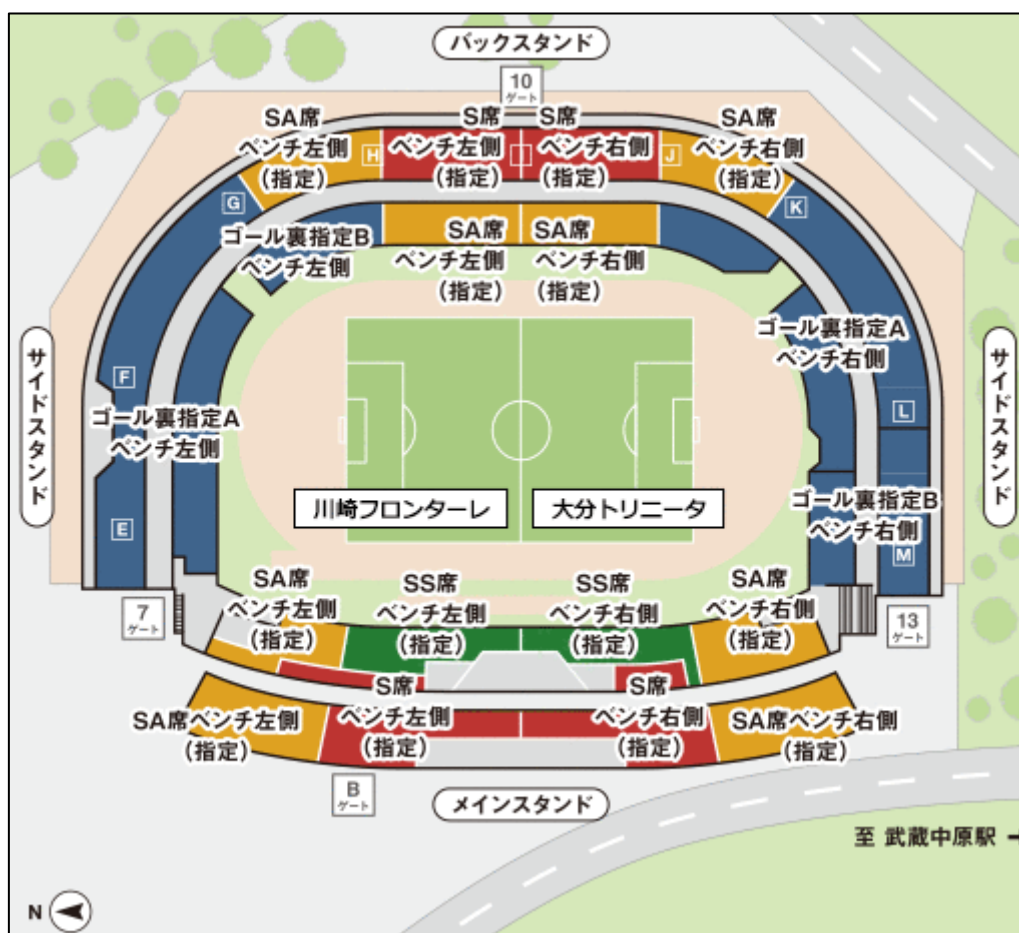 バックスタンド
10
ゲート
SA席
ベンチ左側
(指定)
S席
ベンチ左側
(指定)
S席
ベンチ右側
(指定)
SA席
ベンチ右側
(指定)
H
J
G
K
ゴール裏指定B
ベンチ左側
SA席
ベンチ左側
(指定)
SA席
ベンチ右側
(指定)
ゴール裏指定A
ベンチ右側
サイドスタンド
サイドスタンド
F
L
ゴール裏指定A
ベンチ左側
川崎フロンターレ
大分トリニータ
ゴール裏指定B
ベンチ右側
E
M
SA席
ベンチ左側
(指定)
SS席
ベンチ左側
(指定)
SS席
ベンチ右側
(指定)
SA席
ベンチ右側
(指定)
7
ゲート
13
ゲート
SA席ベンチ左側
(指定)
S席
ベンチ左側
(指定)
S席
ベンチ右側
(指定)
SA席ベンチ右側
(指定)
B
ゲート
メインスタンド
至 武蔵中原駅
N